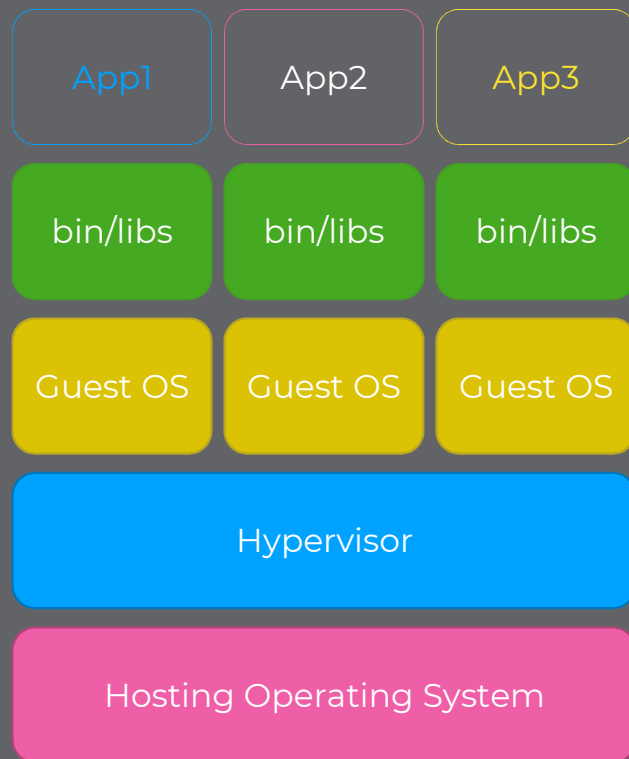 App1 App2 App3
bin/libs bin/libs bin/libs
Guest OS Guest OS Guest OS
Hypervisor
Hosting Operating System